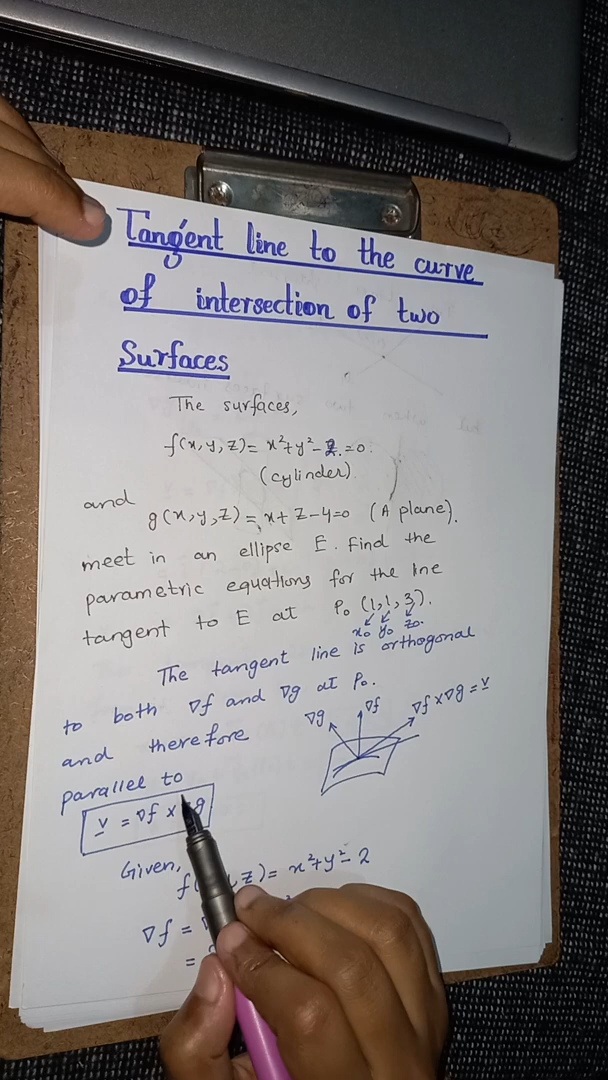 Tangent line to the curve
of intersection of two
Surfaces
The surfaces,
f(x,y,z)= x²+y²-2=0.
(cylinder)
and
g(x,y,z)= x+z-4=0 (A plane).
meet in an ellipse E. Find the
parametric equations for the line
tangent to E at P₀ (1,1,3).
x₀ y₀ z₀.
The tangent line is orthogonal
to both ∇f and ∇g at P₀.
and therefore
parallel to
∇g ∇f ∇f×∇g = v
v = ∇f × g
Given,
f( ,z)= x²+y²-2
∇f =
=